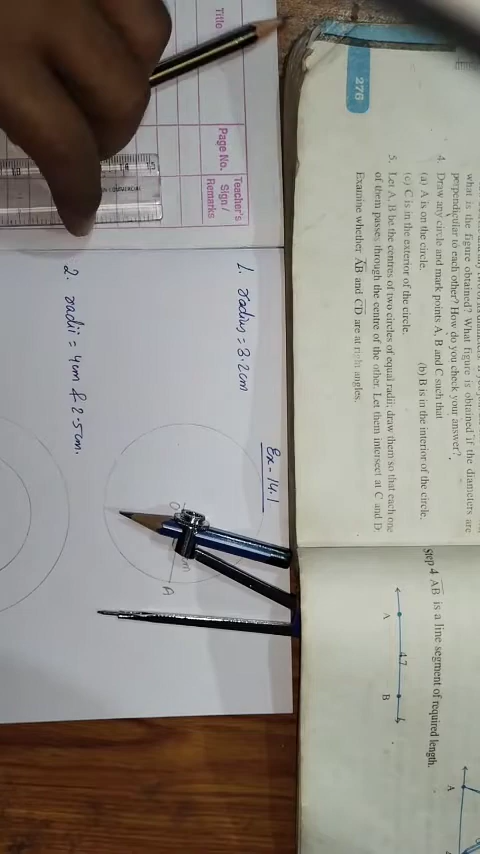 what is the figure obtained? What figure is obtained if the diameters are
perpendicular to each other? How do you check your answer?
4. Draw any circle and mark points A, B and C such that
(a) A is on the circle. (b) B is in the interior of the circle.
(c) C is in the exterior of the circle.
5. Let A, B be the centres of two circles of equal radii; draw them so that each one
of them passes through the centre of the other. Let them intersect at C and D.
Examine whether AB and CD are at right angles.
276
Step 4 AB is a line segment of required length.
A 4.7 B
A
Title
Page No.
Teacher's
Sign /
Remarks
Ex-14.1
1. radius = 3.2cm
A
2. radii = 4cm & 2.5cm.